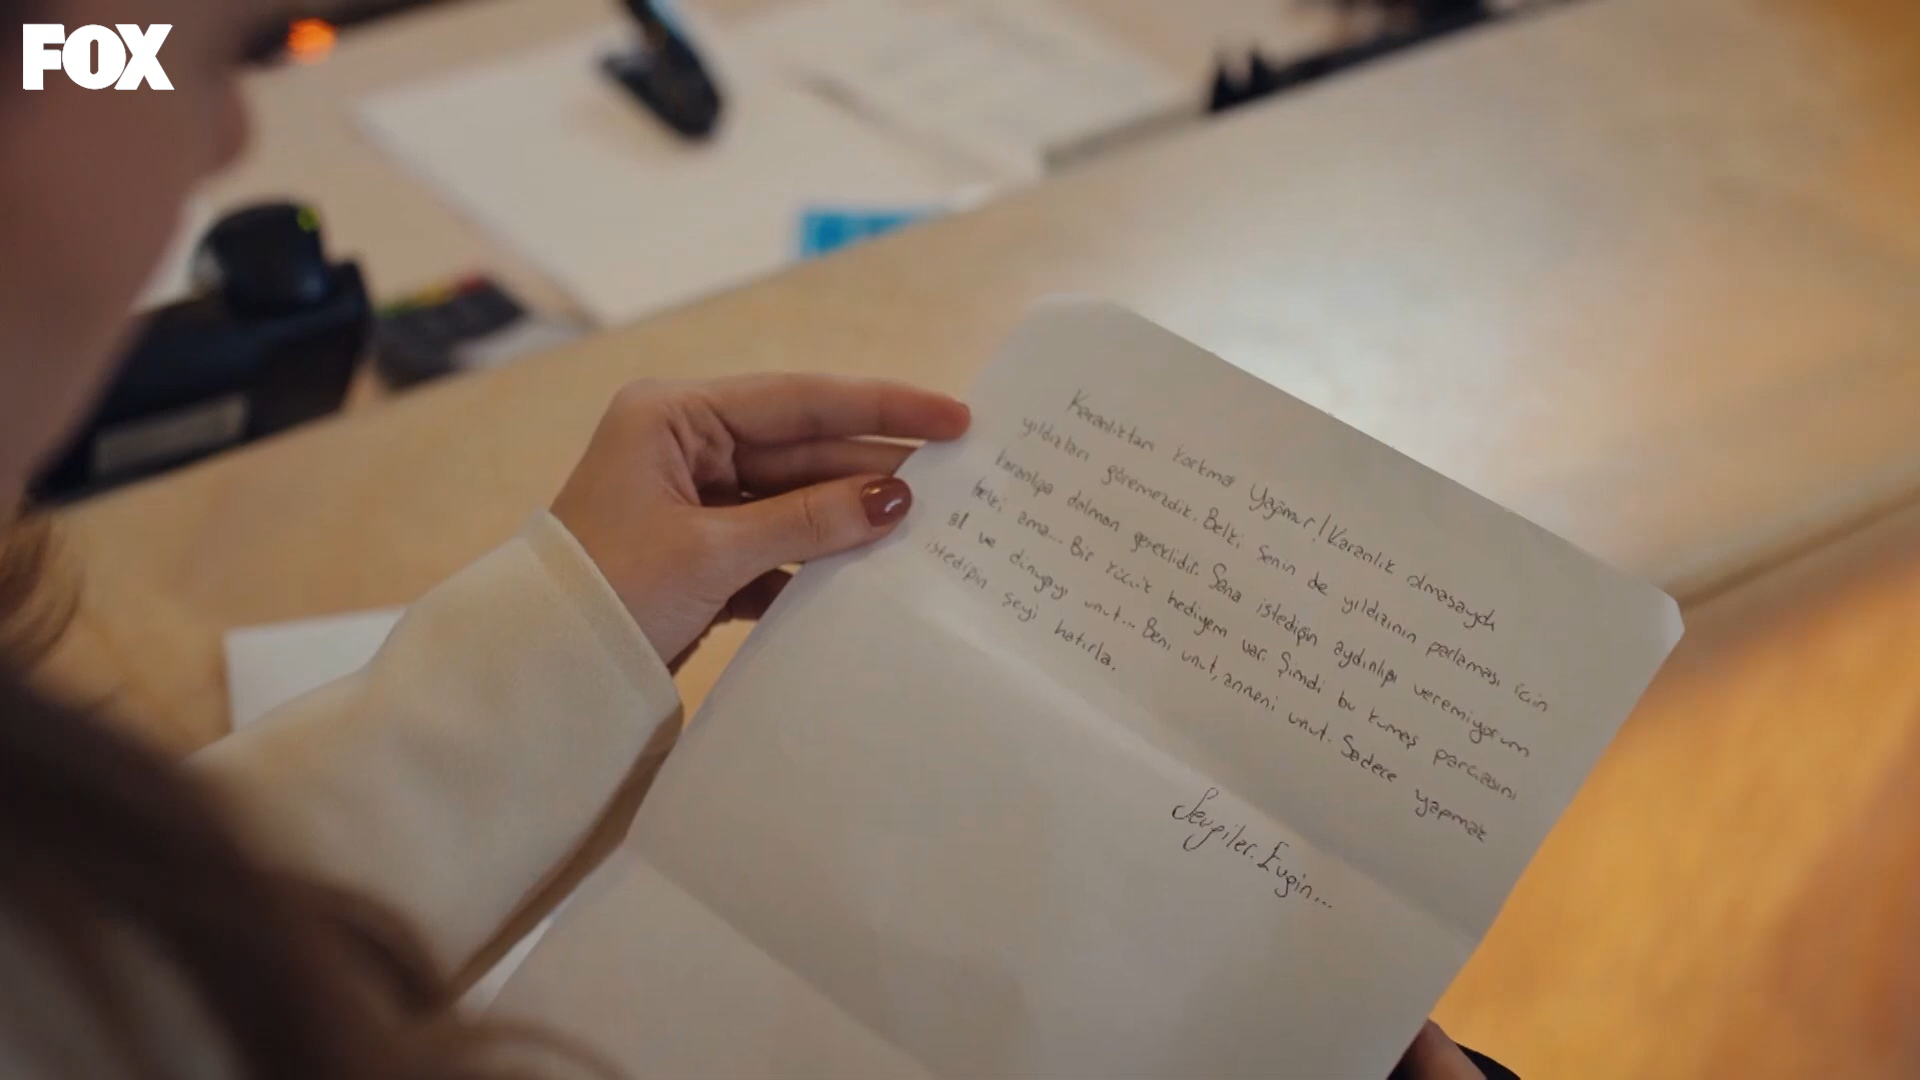 FOX
Karanlıktan korkma Yağmur! Karanlık olmasaydı
yıldızları göremezdik. Belki senin de yıldızının parlaması için
karanlığa dalman gereklidir. Sana istediğin aydınlığı veremiyorum
belki ama... Bir küçük hediyem var. Şimdi bu kumaş parçasını
al ve dünyayı unut... Beni unut, anneni unut. Sadece yapmak
istediğin şeyi hatırla.
Sevgiler. Evgin...